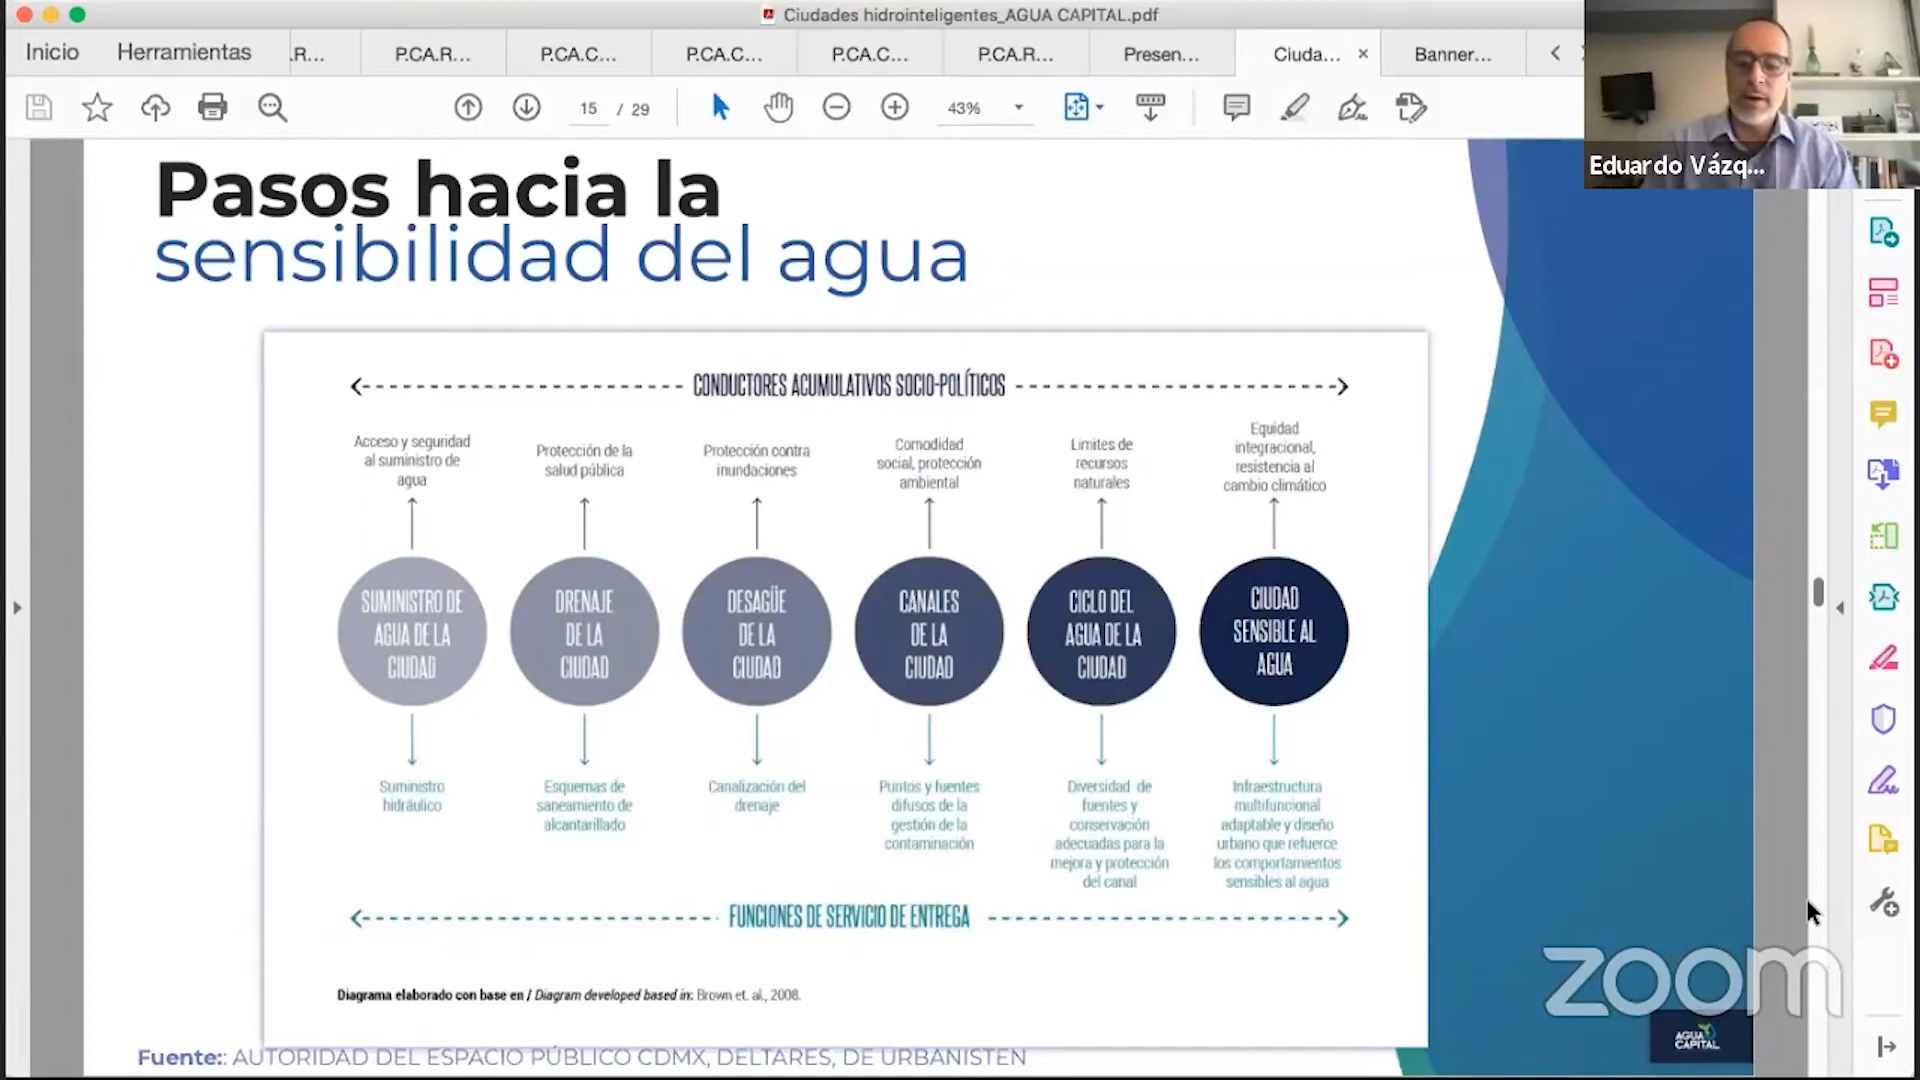 Ciudades hidrointeligentes_AGUA CAPITAL.pdf
Inicio
Herramientas
.R...
P.CA.R...
P.CA.C...
P.CA.C...
P.CA.C...
P.CA.R...
Presen...
Ciuda...
Banner...
15 / 29
43%
Eduardo Vázq...
Pasos hacia la
sensibilidad del agua
CONDUCTORES ACUMULATIVOS SOCIO-POLÍTICOS
Acceso y seguridad
al suministro de
agua
Protección de la
salud pública
Protección contra
inundaciones
Comodidad
social, protección
ambiental
Limites de
recursos
naturales
Equidad
integracional,
resistencia al
cambio climático
SUMINISTRO DE
AGUA DE LA
CIUDAD
DRENAJE
DE LA
CIUDAD
DESAGÜE
DE LA
CIUDAD
CANALES
DE LA
CIUDAD
CICLO DEL
AGUA DE LA
CIUDAD
CIUDAD
SENSIBLE AL
AGUA
Suministro
hidráulico
Esquemas de
saneamiento de
alcantarillado
Canalización del
drenaje
Puntos y fuentes
difusos de la
gestión de la
contaminación
Diversidad de
fuentes y
conservación
adecuadas para la
mejora y protección
del canal
Infraestructura
multifuncional
adaptable y diseño
urbano que refuerce
los comportamientos
sensibles al agua
FUNCIONES DE SERVICIO DE ENTREGA
Diagrama elaborado con base en / Diagram developed based in: Brown et. al., 2008.
Fuente:: AUTORIDAD DEL ESPACIO PÚBLICO CDMX, DELTARES, DE URBANISTEN
zoom
AGUA
CAPITAL